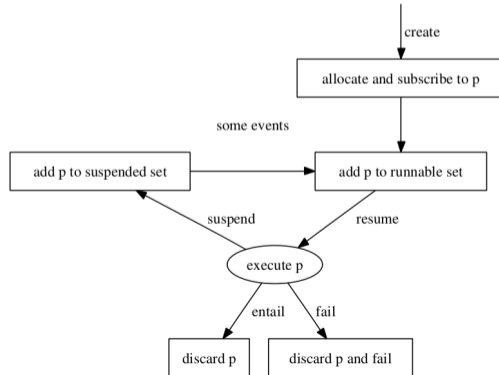 create
allocate and subscribe to p
some events
add p to suspended set
add p to runnable set
suspend
resume
execute p
entail
fail
discard p
discard p and fail